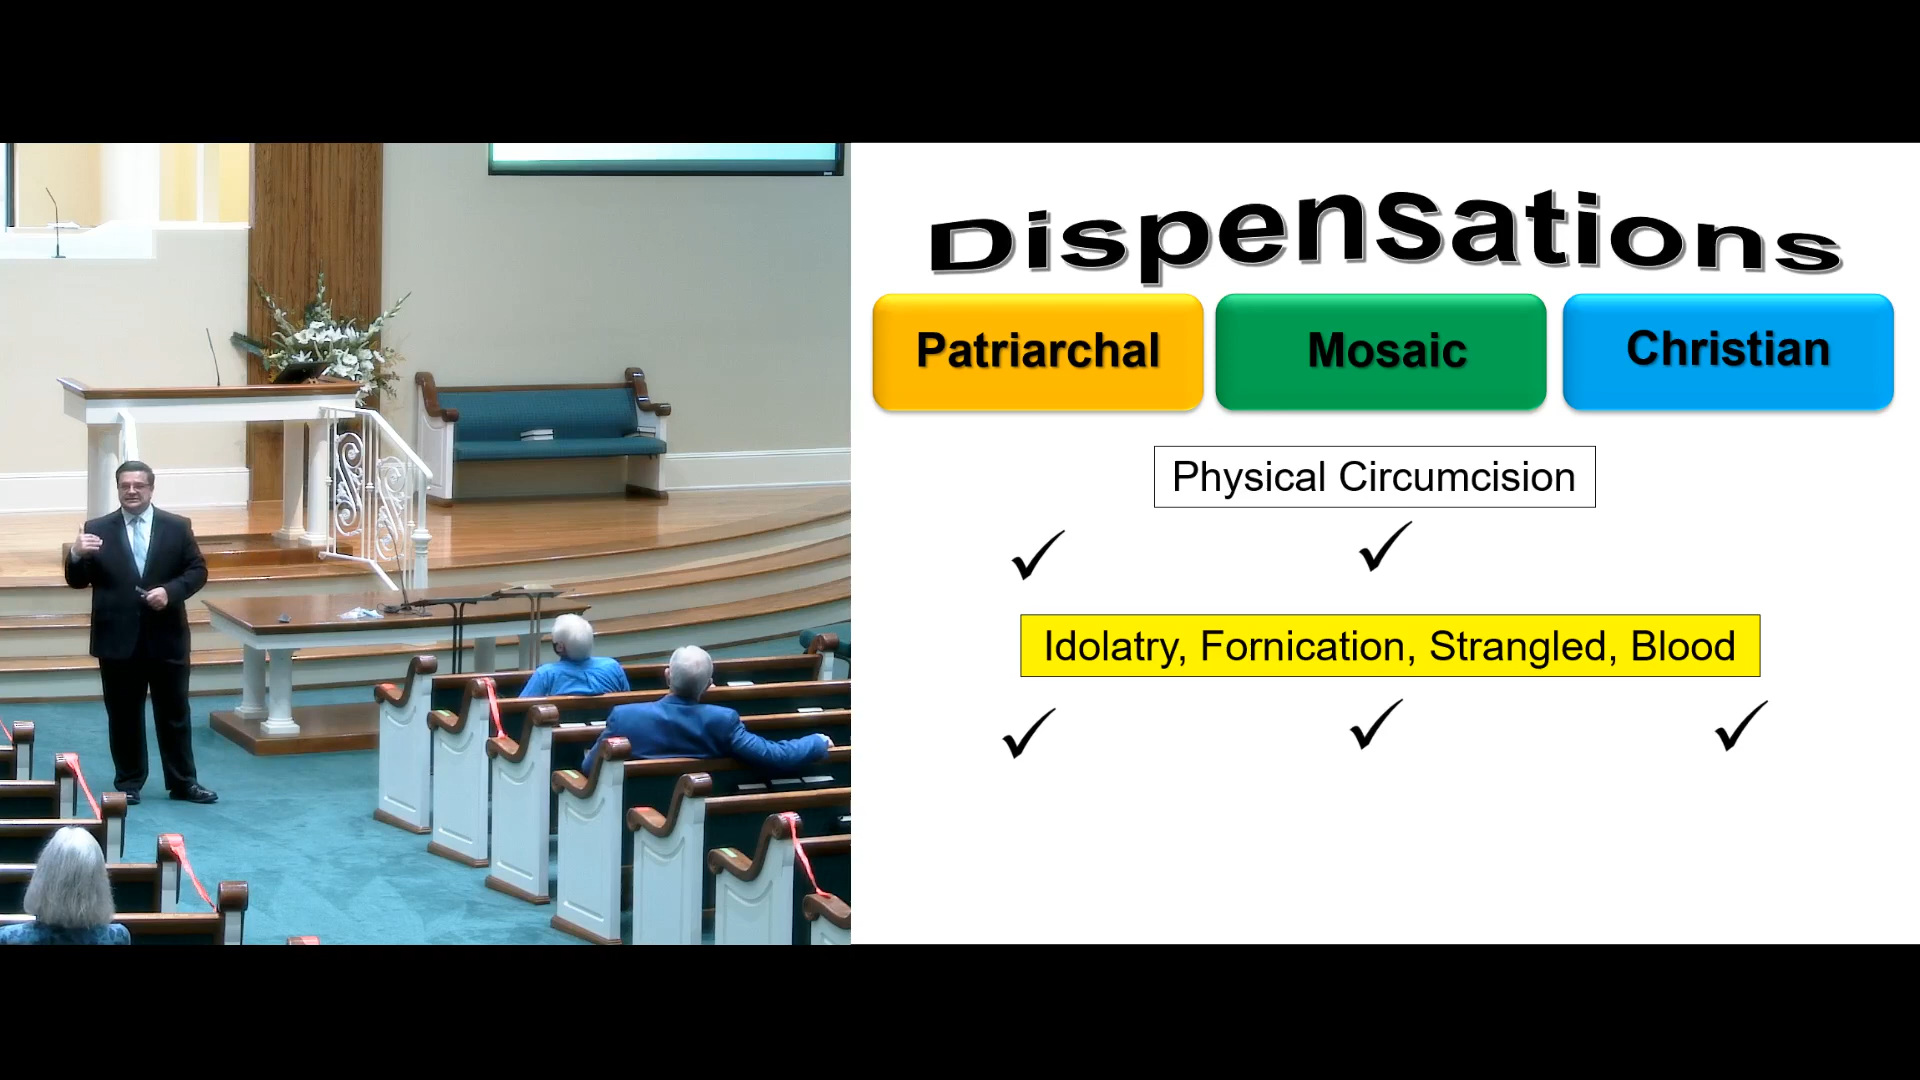 Dispensations
Patriarchal
Mosaic
Christian
Physical Circumcision
Idolatry, Fornication, Strangled, Blood